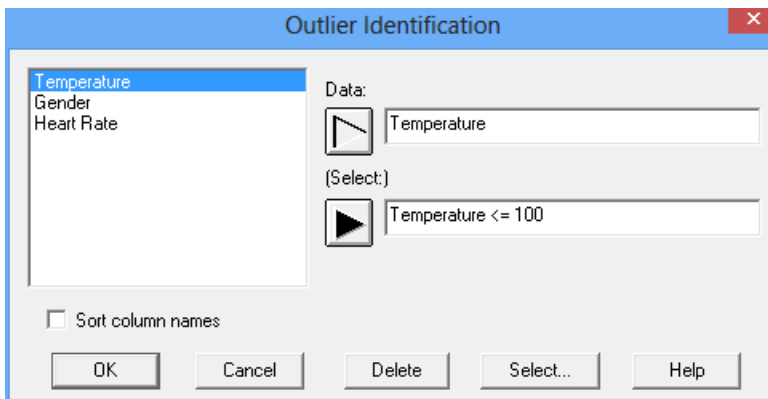 Outlier Identification
Temperature
Gender
Heart Rate
Data:
Temperature
(Select:)
Temperature <= 100
Sort column names
OK
Cancel
Delete
Select...
Help